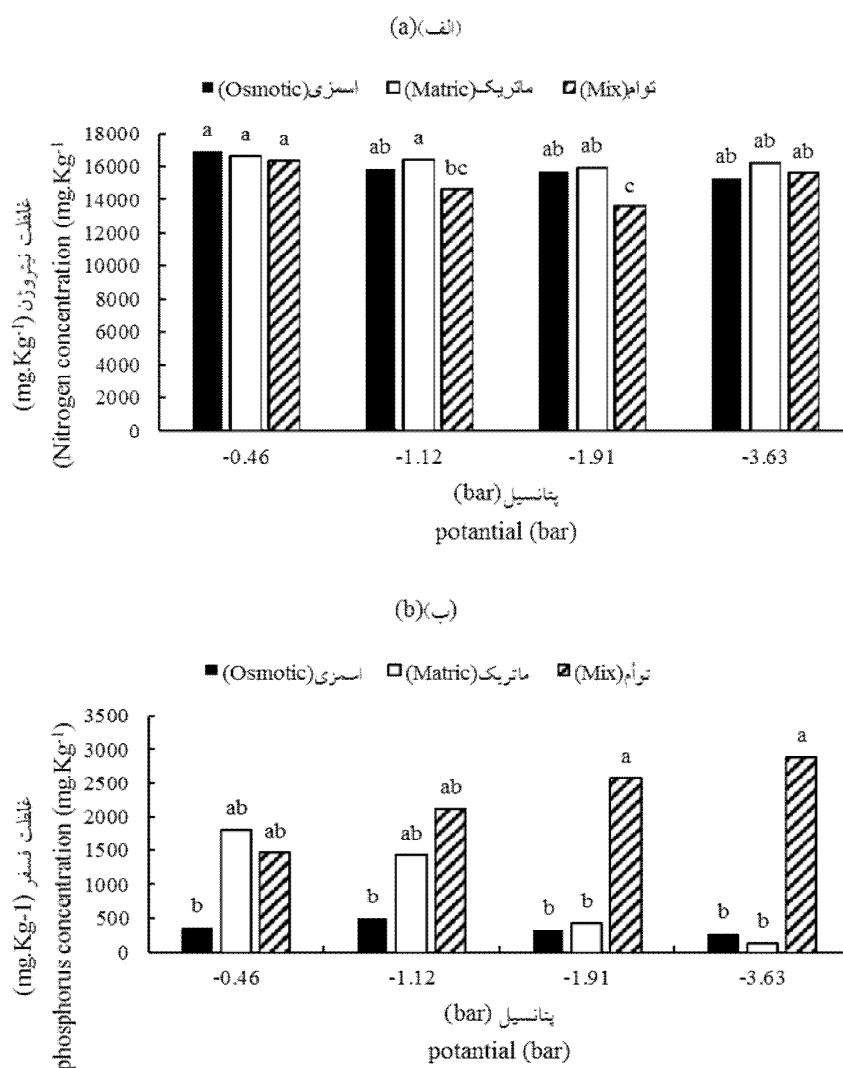 (الف)(a)
اسمزی(Osmotic) ماتریک(Matric) توام(Mix)
غلظت نیتروژن (mg.Kg-1)
(Nitrogen concentration (mg.Kg-1
18000
16000
14000
12000
10000
8000
6000
4000
2000
0
a a a ab a bc ab ab c ab ab ab
-0.46 -1.12 -1.91 -3.63
پتانسیل(bar)
potantial (bar)
(ب)(b)
اسمزی(Osmotic) ماتریک(Matric) توأم(Mix)
غلظت فسفر (mg.Kg-1)
phosphorus concentration (mg.Kg-1)
3500
3000
2500
2000
1500
1000
500
0
b ab ab b ab ab b b a b b a
-0.46 -1.12 -1.91 -3.63
پتانسیل (bar)
potantial (bar)